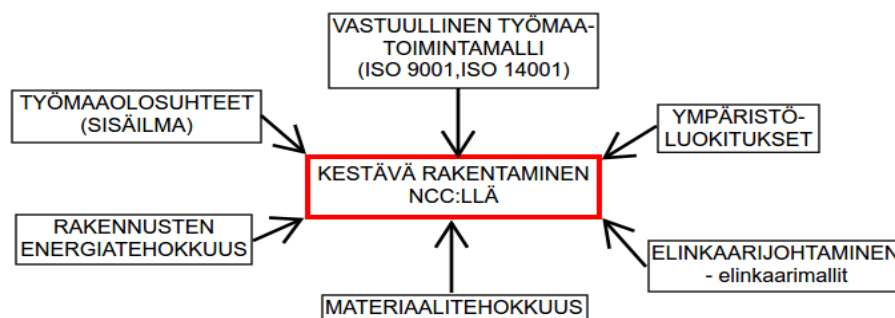 VASTUULLINEN TYÖMAA-
TOIMINTAMALLI
(ISO 9001,ISO 14001)
TYÖMAAOLOSUHTEET
(SISÄILMA)
YMPÄRISTÖ-
LUOKITUKSET
KESTÄVÄ RAKENTAMINEN
NCC:LLÄ
RAKENNUSTEN
ENERGIATEHOKKUUS
ELINKAARIJOHTAMINEN
- elinkaarimallit
MATERIAALITEHOKKUUS